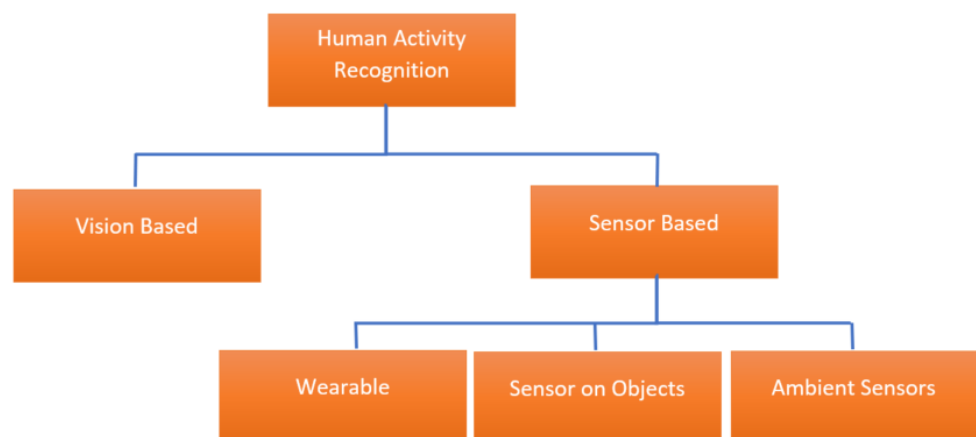 Human Activity
Recognition
Vision Based
Sensor Based
Wearable
Sensor on Objects
Ambient Sensors